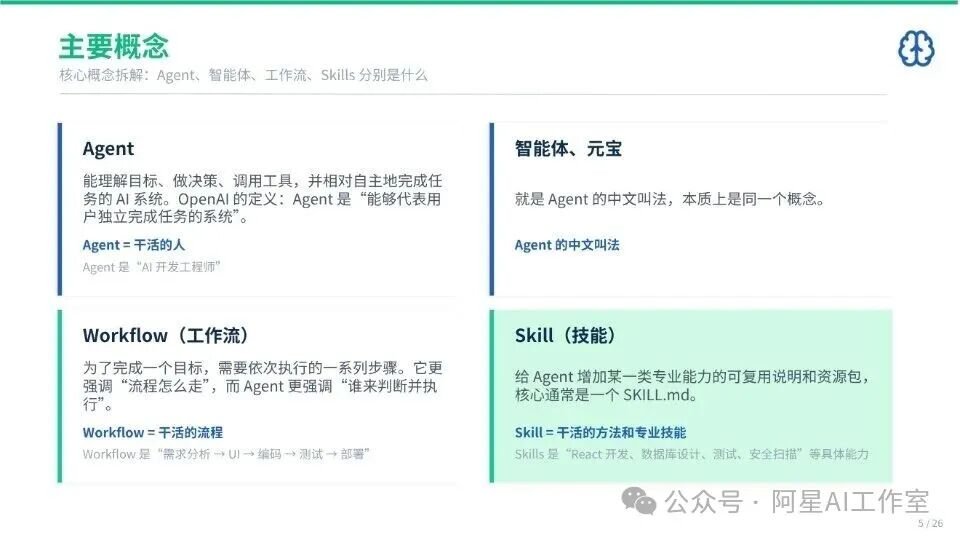 主要概念
核心概念拆解：Agent、智能体、工作流、Skills 分别是什么
Agent
能理解目标、做决策、调用工具，并相对自主地完成任
务的 AI 系统。OpenAI 的定义：Agent 是“能够代表用
户独立完成任务的系统”。
Agent = 干活的人
Agent 是“AI 开发工程师”
智能体、元宝
就是 Agent 的中文叫法，本质上是同一个概念。
Agent 的中文叫法
Workflow（工作流）
为了完成一个目标，需要依次执行的一系列步骤。它更
强调“流程怎么走”，而 Agent 更强调“谁来判断并执
行”。
Workflow = 干活的流程
Workflow 是“需求分析 → UI → 编码 → 测试 → 部署”
Skill（技能）
给 Agent 增加某一类专业能力的可复用说明和资源包，
核心通常是一个 SKILL.md。
Skill = 干活的方法和专业技能
Skills 是“React 开发、数据库设计、测试、安全扫描”等具体能力
公众号 · 阿星AI工作室
5 / 26